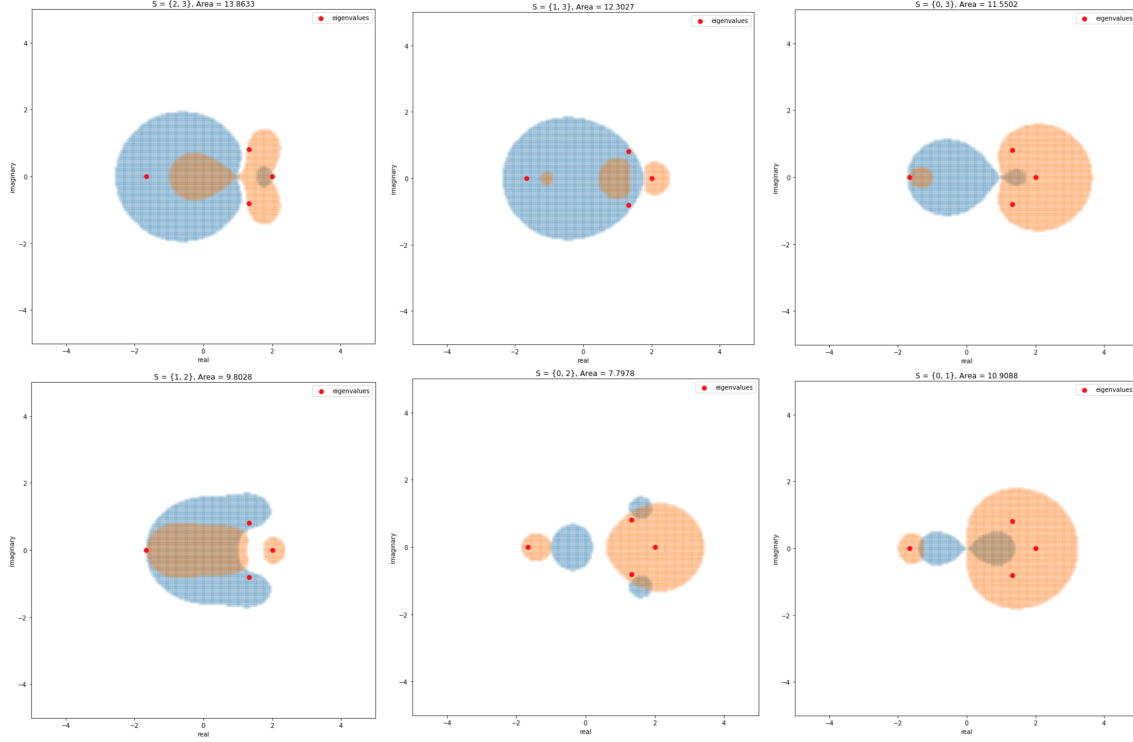 S = {2, 3}, Area = 13.8633
eigenvalues
imaginary
4
2
0
−2
−4
−4 −2 0 2 4
real
S = {1, 3}, Area = 12.3027
eigenvalues
imaginary
4
2
0
−2
−4
−4 −2 0 2 4
real
S = {0, 3}, Area = 11.5502
eigenvalues
imaginary
4
2
0
−2
−4
−4 −2 0 2 4
real
S = {1, 2}, Area = 9.8028
eigenvalues
imaginary
4
2
0
−2
−4
−4 −2 0 2 4
real
S = {0, 2}, Area = 7.7978
eigenvalues
imaginary
4
2
0
−2
−4
−4 −2 0 2 4
real
S = {0, 1}, Area = 10.9088
eigenvalues
imaginary
4
2
0
−2
−4
−4 −2 0 2 4
real